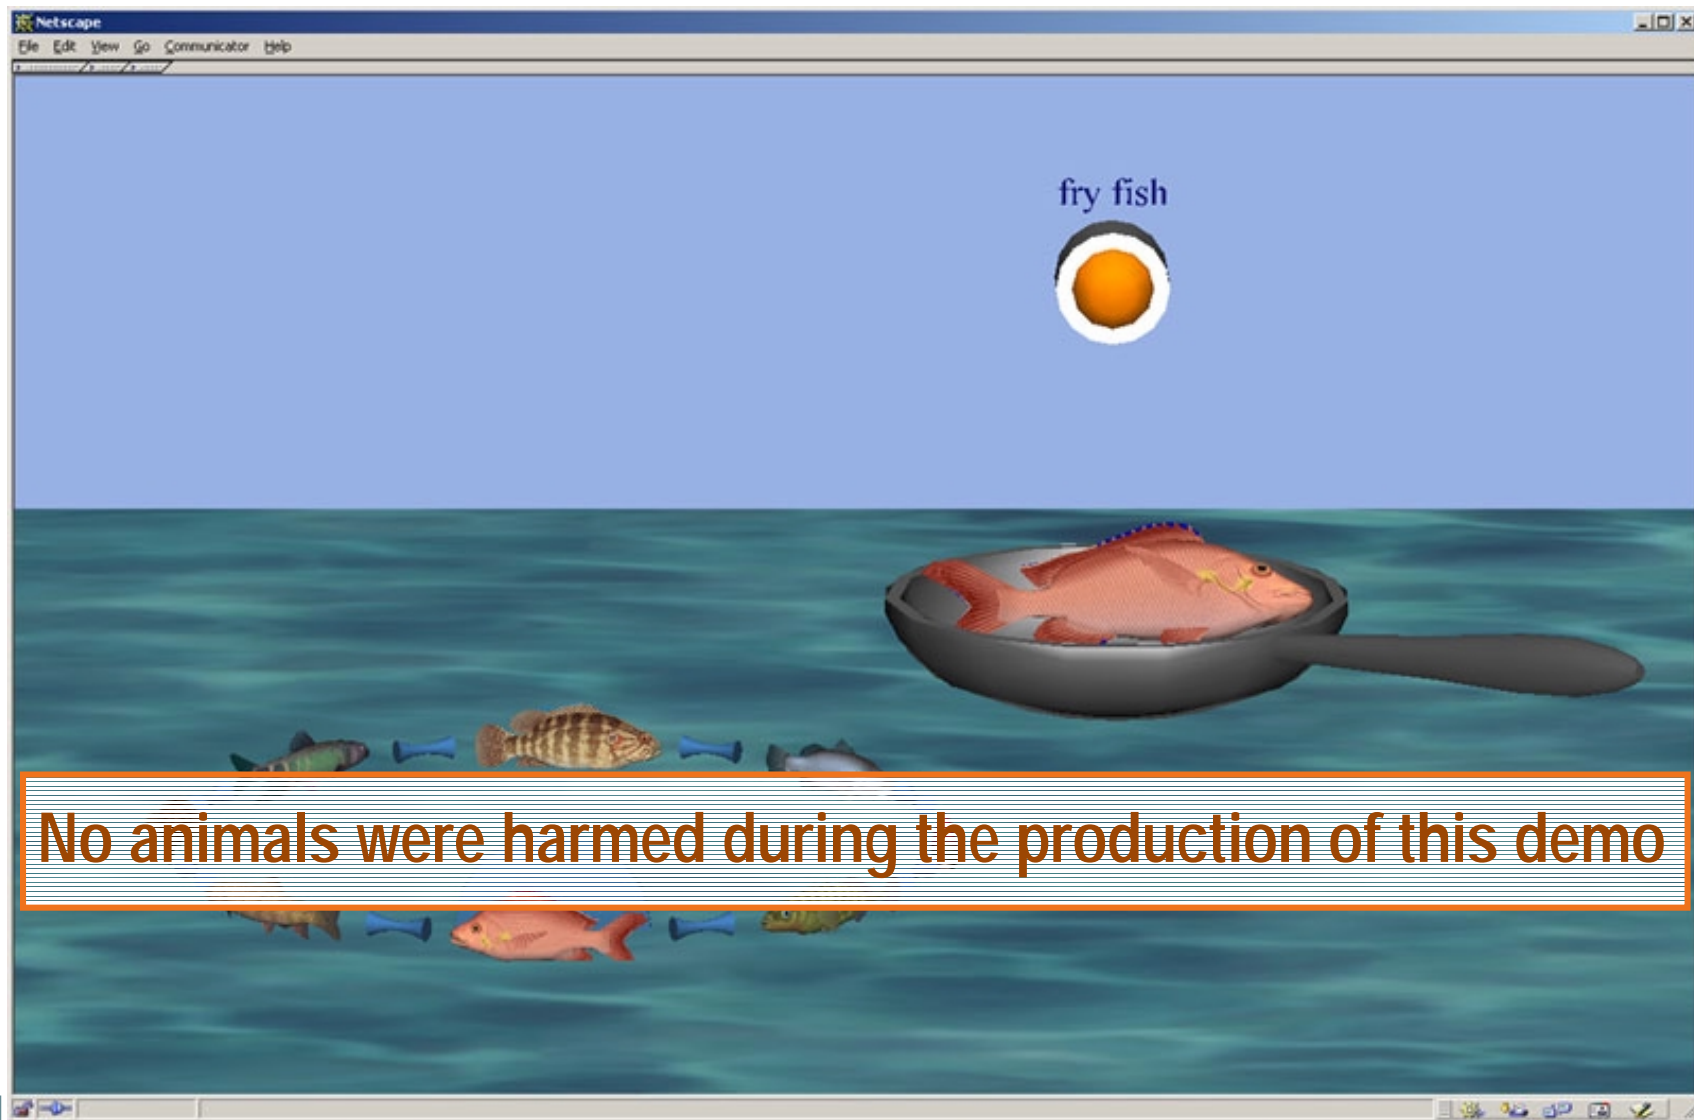 Netscape
File Edit View Go Communicator Help
fry fish
No animals were harmed during the production of this demo